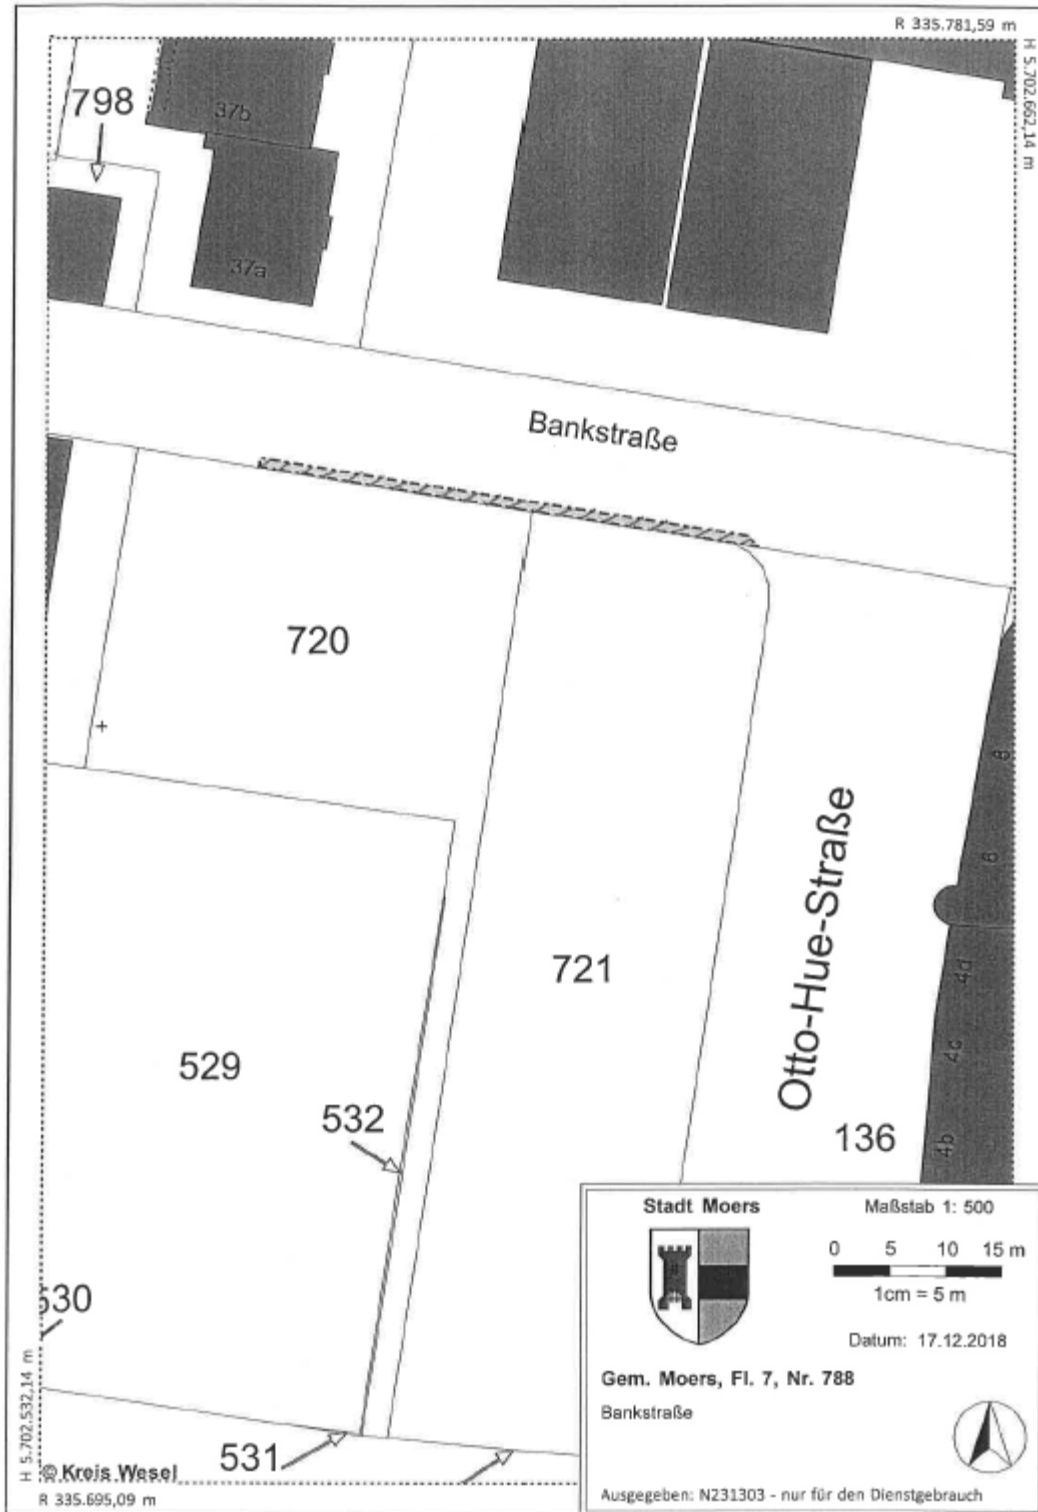 R 335.781,59 m
H 5.702.662,14 m
798
37b
37a
Bankstraße
720
721
Otto-Hue-Straße
8
6
4d
4c
4b
529
532
136
530
531
Stadt Moers
Maßstab 1: 500
0 5 10 15 m
1cm = 5 m
Datum: 17.12.2018
Gem. Moers, Fl. 7, Nr. 788
Bankstraße
Ausgegeben: N231303 - nur für den Dienstgebrauch
H 5.702.532,14 m
© Kreis Wesel
R 335.695,09 m